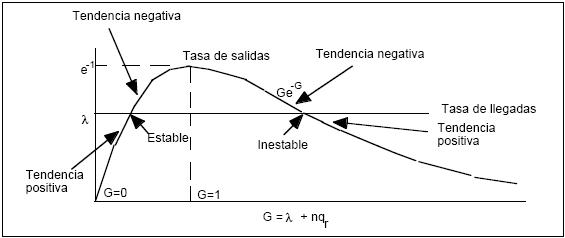 Tendencia negativa
Tasa de salidas
Tendencia negativa
e-1
Ge-G
Tasa de llegadas
λ
Estable
Inestable
Tendencia
positiva
Tendencia
positiva
G=0
G=1
G = λ + nqr